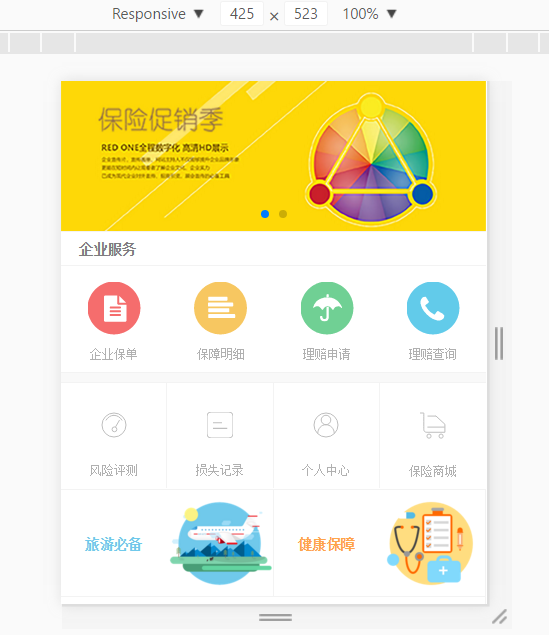 Responsive ▼ 425 × 523 100% ▼
保险促销季
RED ONE全程数字化 高清HD展示
企业服务
企业保单 保障明细 理赔申请 理赔查询
风险评测 损失记录 个人中心 保险商城
旅游必备 健康保障